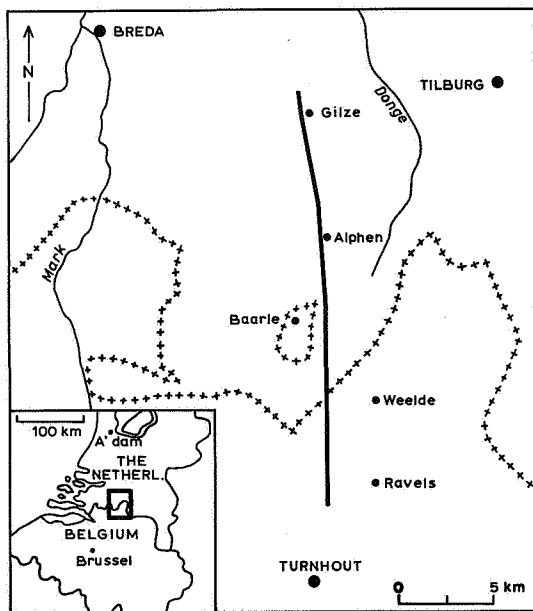 BREDA
N
TILBURG
Donge
Gilze
Mark
Alphen
Baarle
Weelde
Ravels
100 km
A'dam
THE
NETHERL.
BELGIUM
Brussel
TURNHOUT
0 5 km